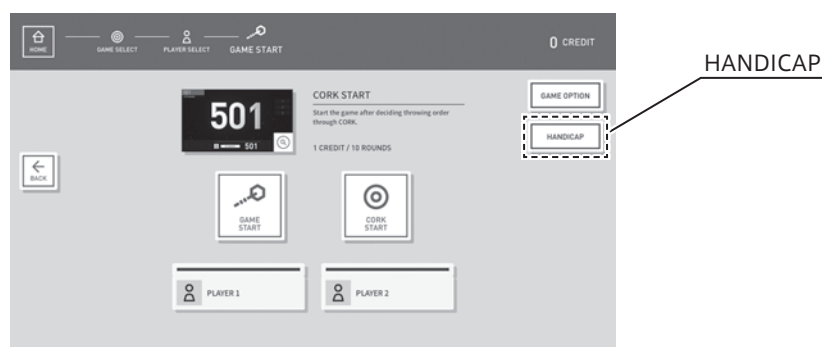 HOME
GAME SELECT
PLAYER SELECT
GAME START
0 CREDIT
HANDICAP
501
501
CORK START
Start the game after deciding throwing order
through CORK.
1 CREDIT / 10 ROUNDS
GAME OPTION
HANDICAP
BACK
GAME
START
CORK
START
PLAYER 1
PLAYER 2